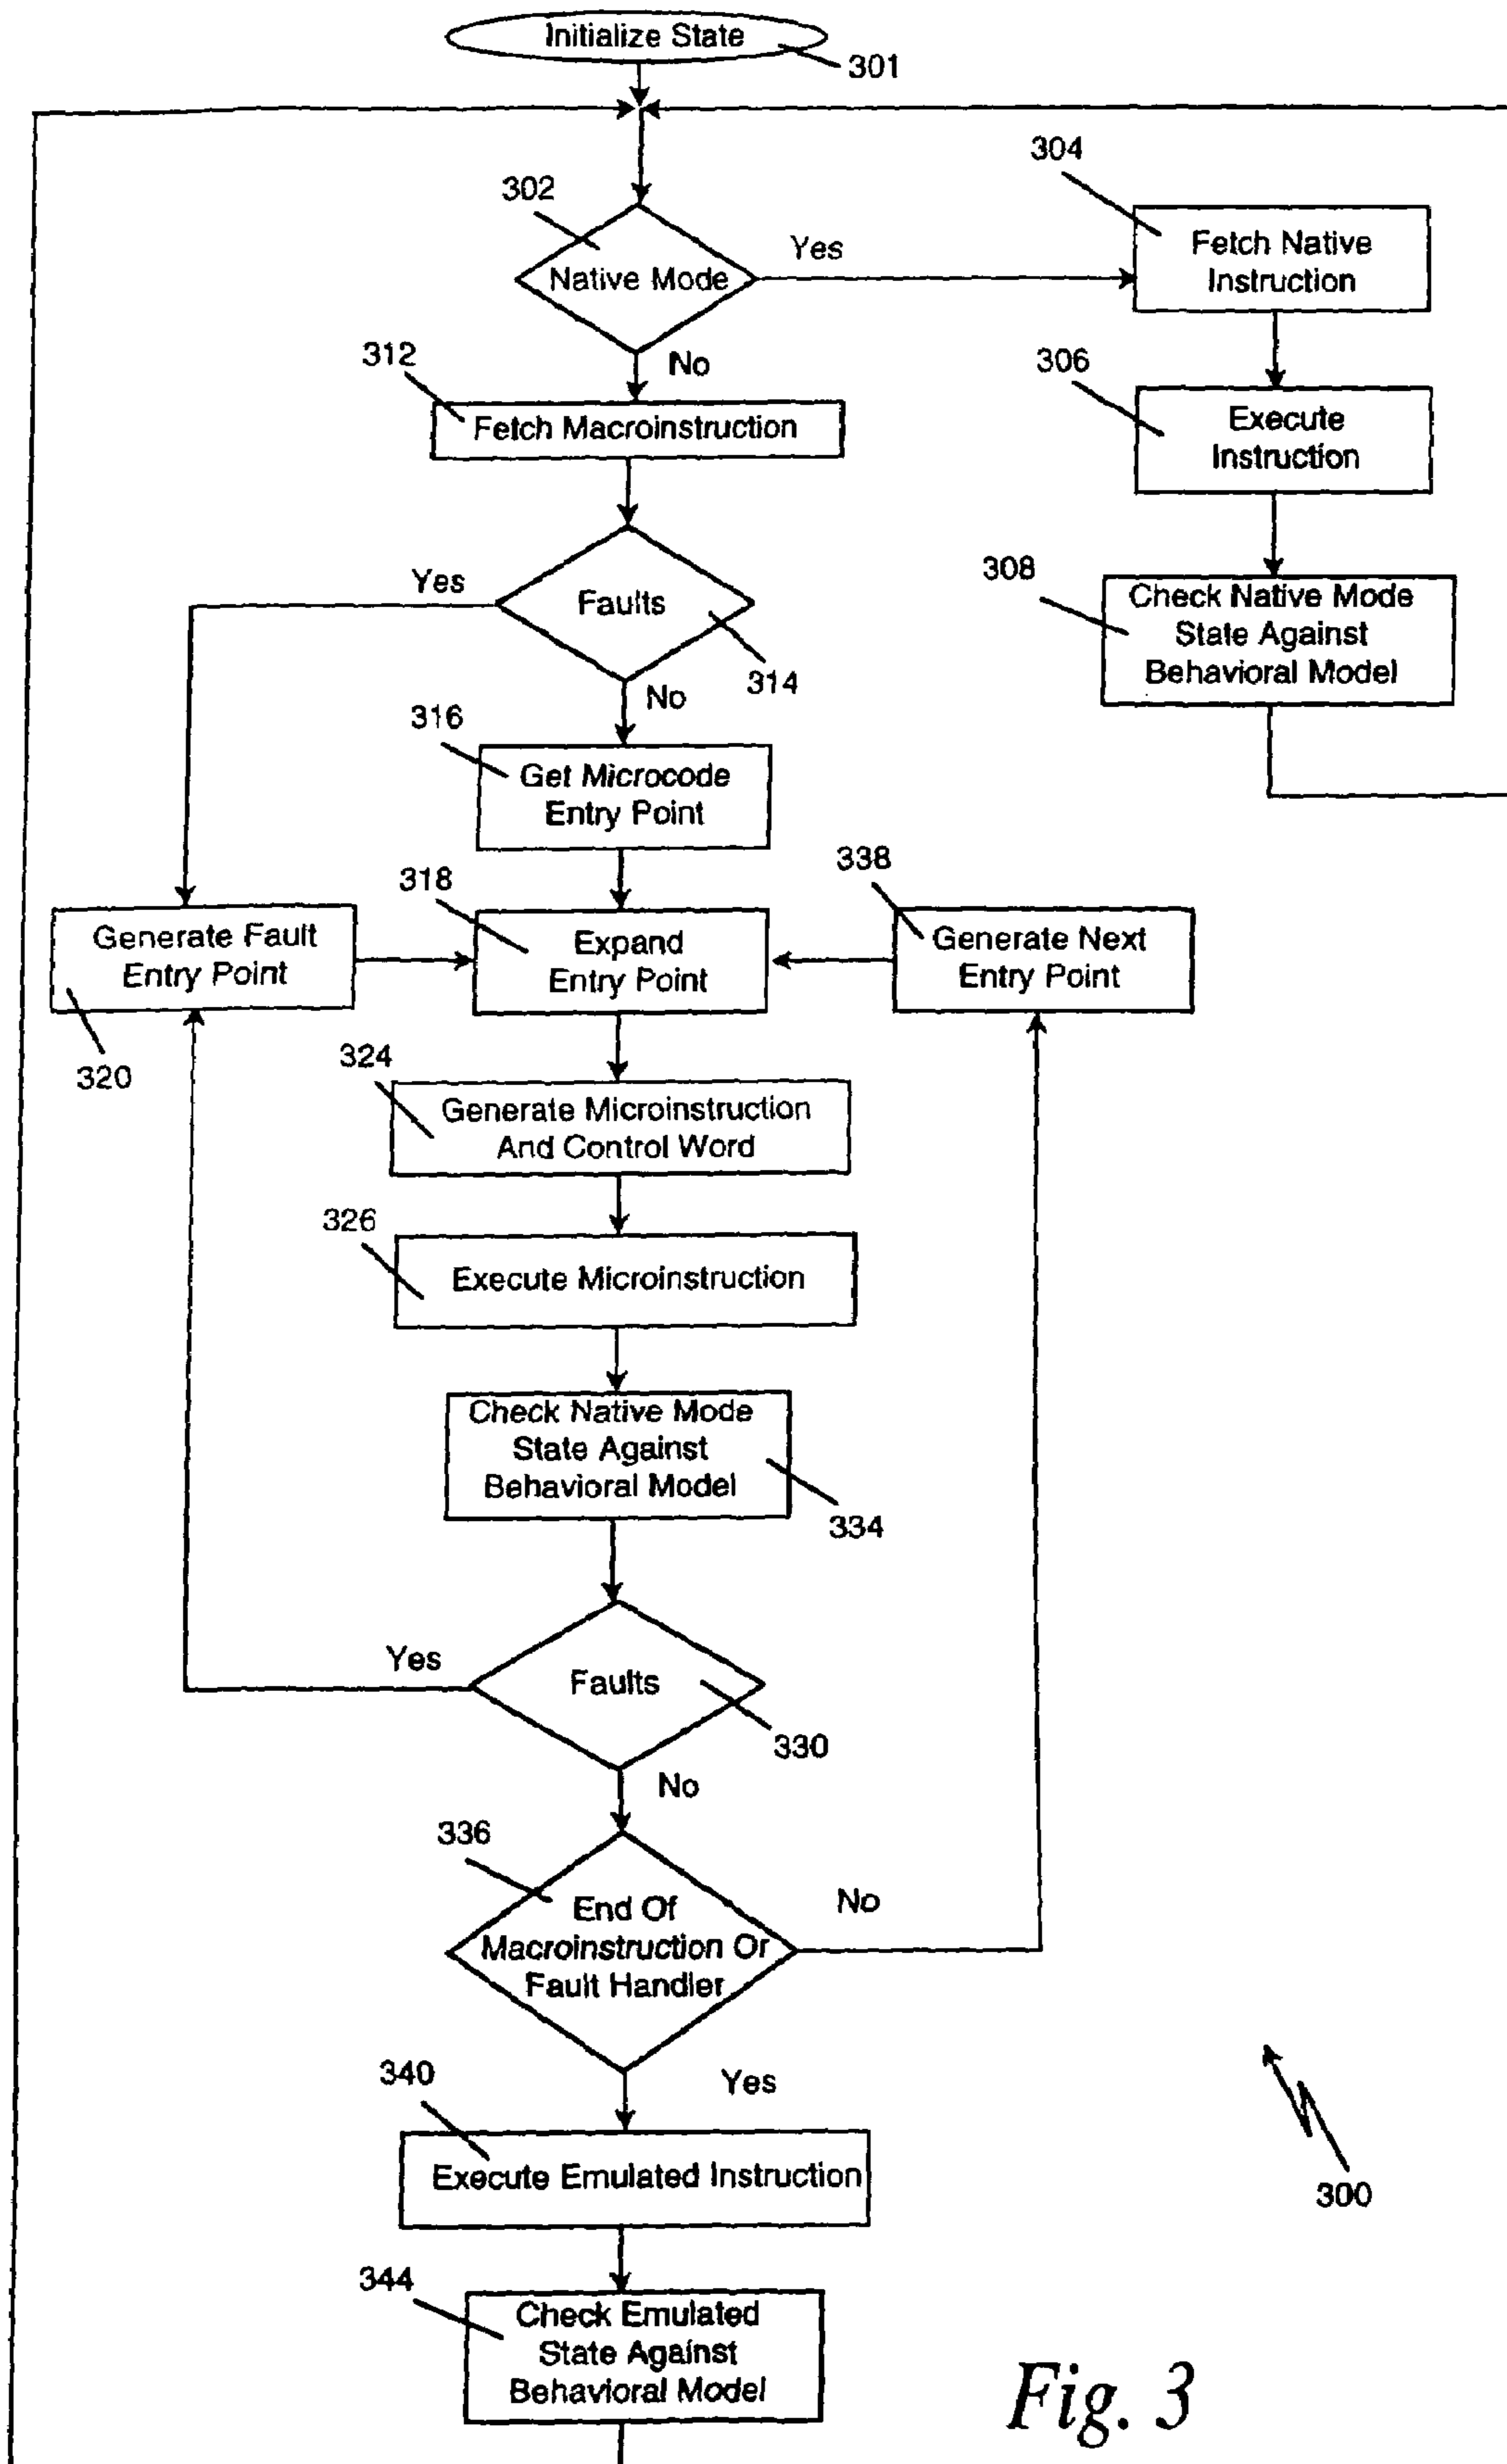 Initialize State
301
302
304
Native Mode
Yes
Fetch Native
Instruction
No
312
Fetch Macroinstruction
306
Execute
Instruction
Yes
Faults
314
308
Check Native Mode
State Against
Behavioral Model
No
316
Get Microcode
Entry Point
318
338
Generate Fault
Entry Point
320
Expand
Entry Point
Generate Next
Entry Point
324
Generate Microinstruction
And Control Word
326
Execute Microinstruction
Check Native Mode
State Against
Behavioral Model
334
Yes
Faults
330
No
336
End Of
Macroinstruction Or
Fault Handler
No
Yes
340
Execute Emulated Instruction
300
344
Check Emulated
State Against
Behavioral Model
Fig. 3